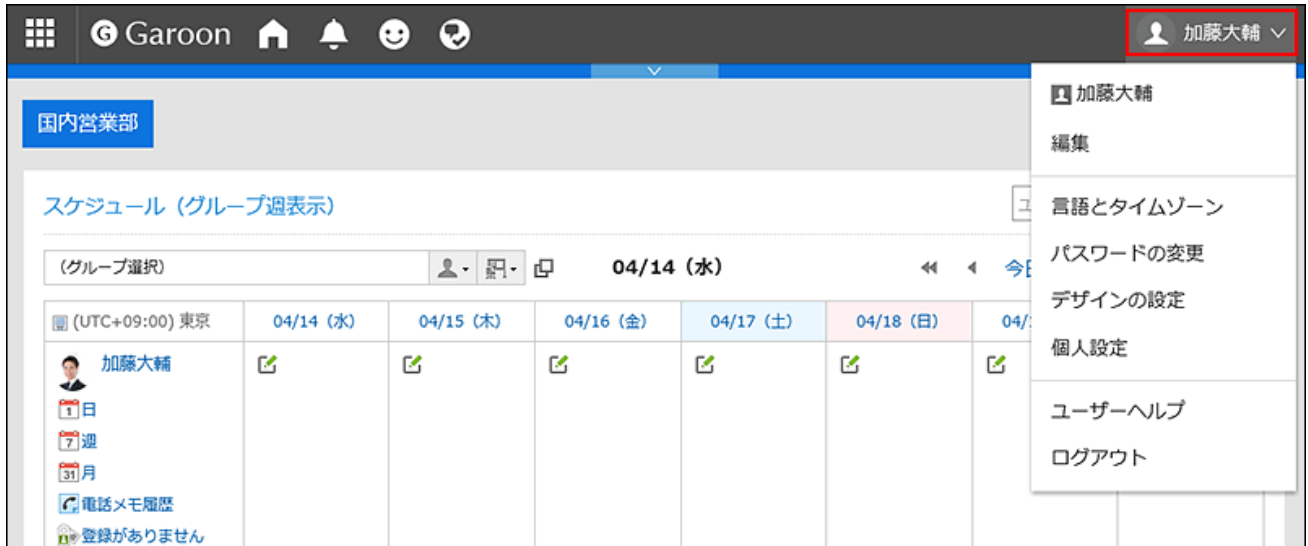 Garoon
加藤大輔
加藤大輔
編集
言語とタイムゾーン
パスワードの変更
デザインの設定
個人設定
ユーザーヘルプ
ログアウト
国内営業部
スケジュール（グループ週表示）
（グループ選択）
04/14（水）
今日
(UTC+09:00) 東京
04/14（水）
04/15（木）
04/16（金）
04/17（土）
04/18（日）
04/
加藤大輔
1 日
7 週
31 月
電話メモ履歴
登録がありません